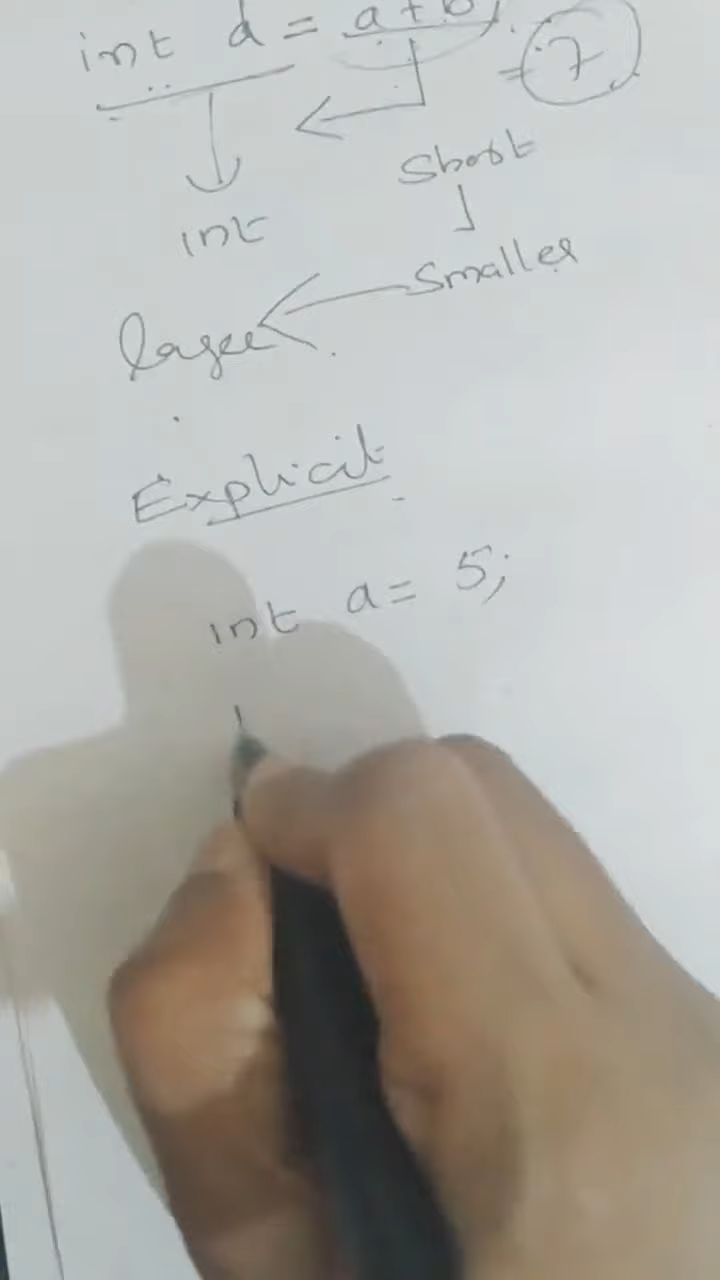 int d = a + b;
= 7
Short
int
Smaller
large
Explicit
int a = 5;